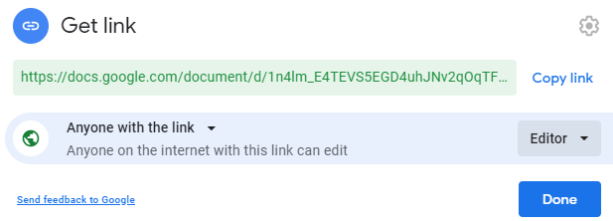 Get link
https://docs.google.com/document/d/1n4lm_E4TEVS5EGD4uhJNv2qOqTF...
Copy link
Anyone with the link
Anyone on the internet with this link can edit
Editor
Send feedback to Google
Done